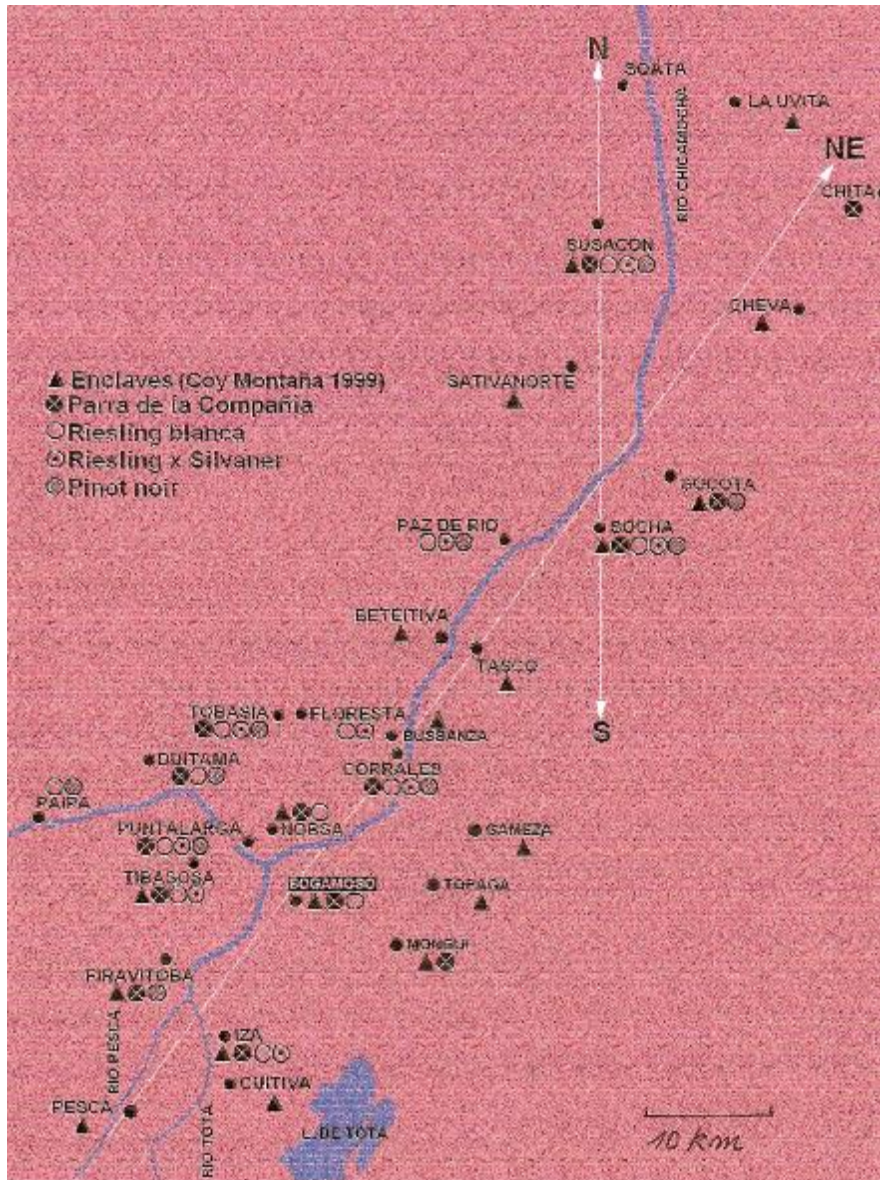 N
SOATA
LA UVITA
RIO CHICAMOCHA
NE
CHITA
SUSACON
CHEVA
SATIVANORTE
Enclaves (Coy Montaña 1999)
Parra de la Compañia
Riesling blanca
Riesling x Silvaner
Pinot noir
SOCOTA
PAZ DE RIO
SOCHA
BETEITIVA
TASCO
TOBASIA
FLORESTA
BUSBANZA
S
DUITAMA
CORRALES
PAIPA
PUNTALARGA
NOBSA
GAMEZA
TIBASOSA
SOGAMOSO
TOPAGA
MONGUI
FIRAVITOBA
RIO PESCA
IZA
CUITIVA
PESCA
RIO TOTA
L. DE TOTA
10 km